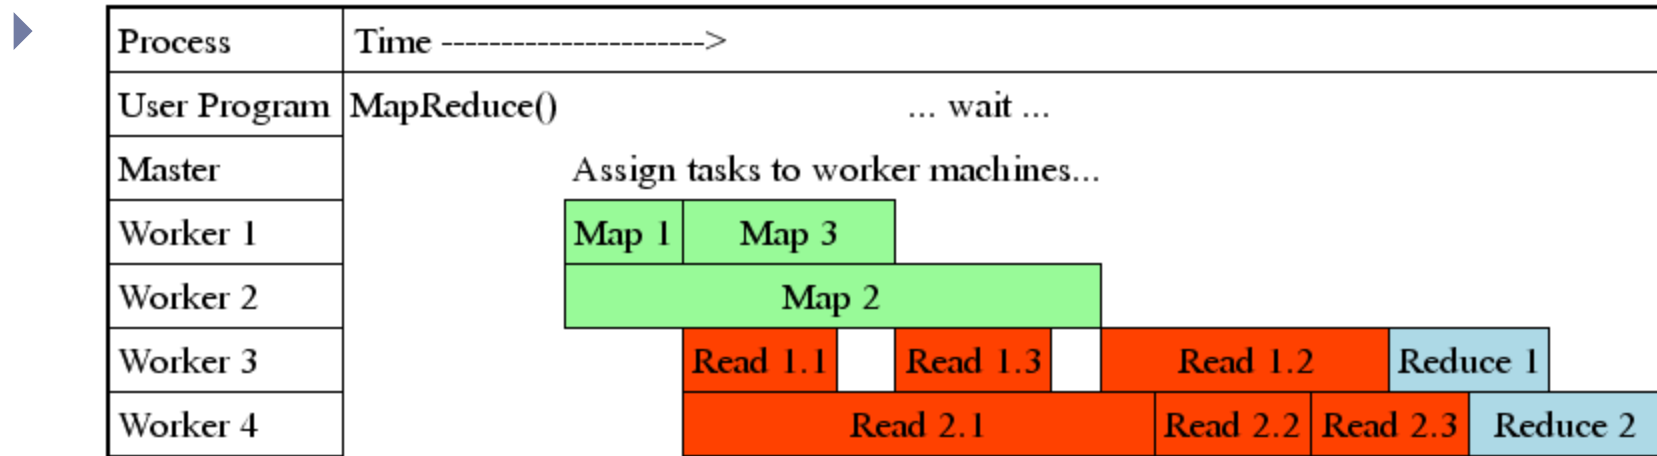 Process Time ---------------------->
User Program MapReduce() ... wait ...
Master Assign tasks to worker machines...
Worker 1 Map 1 Map 3
Worker 2 Map 2
Worker 3 Read 1.1 Read 1.3 Read 1.2 Reduce 1
Worker 4 Read 2.1 Read 2.2 Read 2.3 Reduce 2